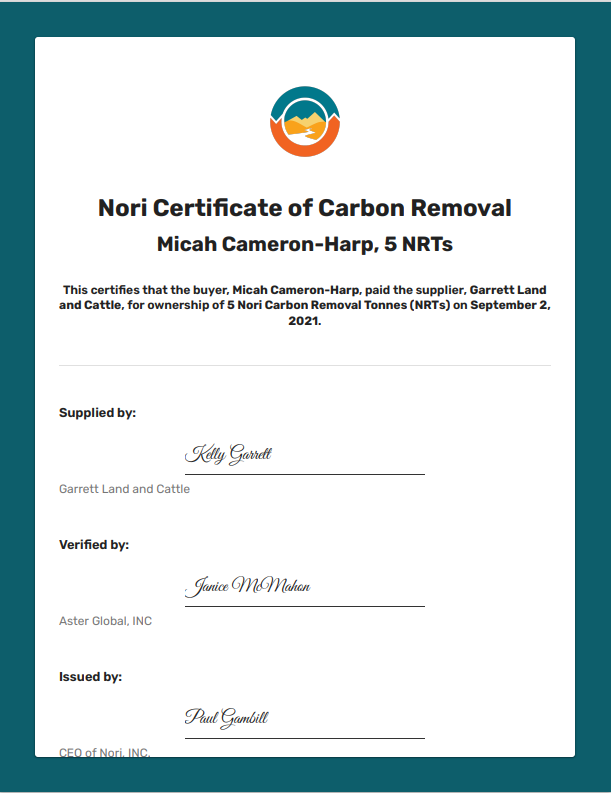 Nori Certificate of Carbon Removal
Micah Cameron-Harp, 5 NRTs
This certifies that the buyer, Micah Cameron-Harp, paid the supplier, Garrett Land
and Cattle, for ownership of 5 Nori Carbon Removal Tonnes (NRTs) on September 2,
2021.
Supplied by:
Kelly Garrett
Garrett Land and Cattle
Verified by:
Janice McMahon
Aster Global, INC
Issued by:
Paul Gambill
CEO of Nori, INC.